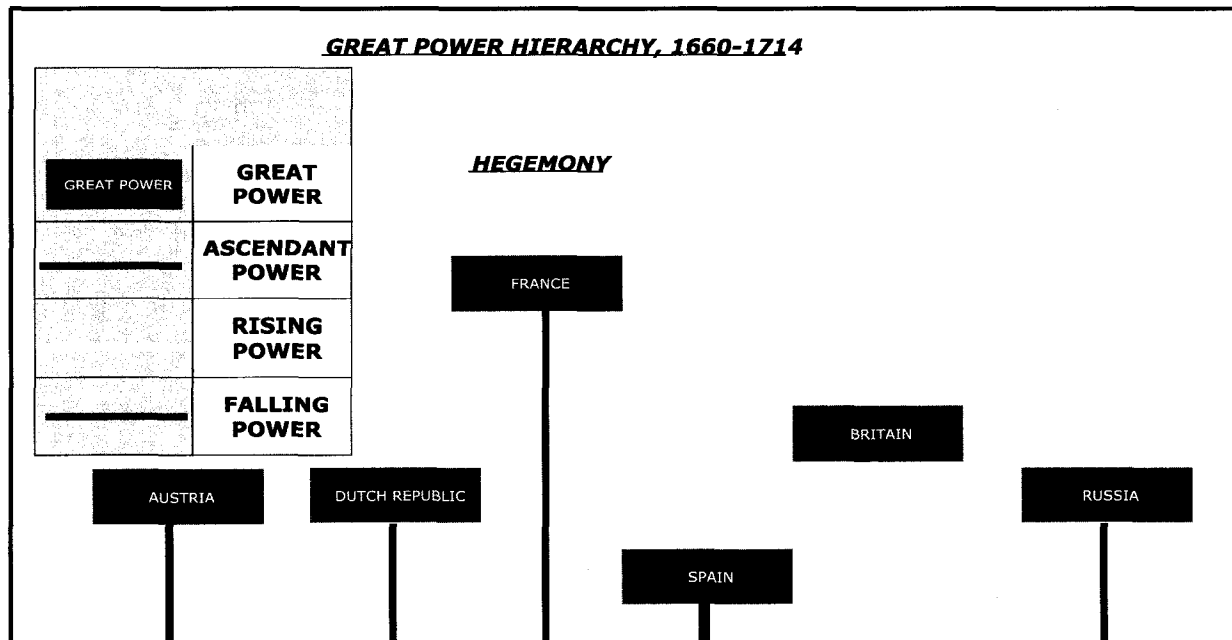 GREAT POWER HIERARCHY, 1660-1714
HEGEMONY
GREAT POWER
GREAT
POWER
ASCENDANT
POWER
RISING
POWER
FALLING
POWER
FRANCE
BRITAIN
AUSTRIA
DUTCH REPUBLIC
RUSSIA
SPAIN